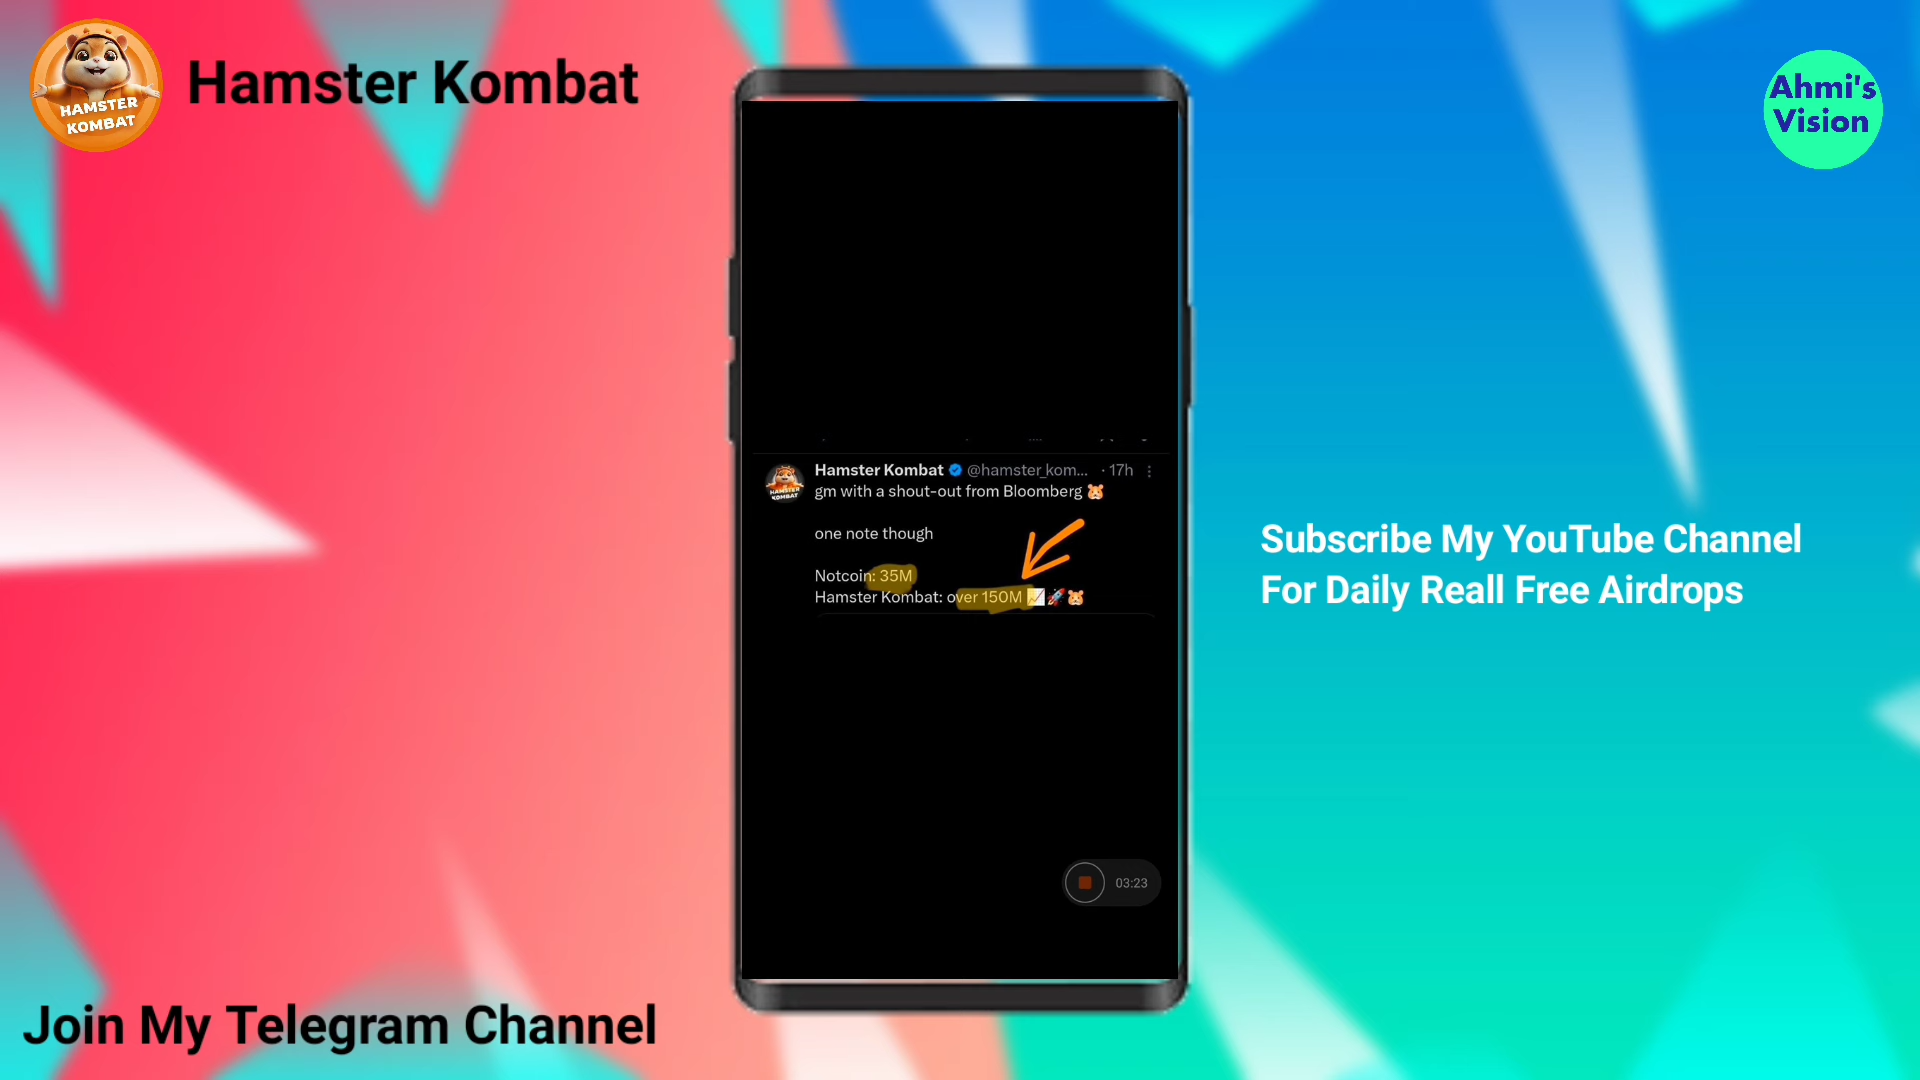 HAMSTER
KOMBAT
Hamster Kombat
Ahmi's
Vision
Hamster Kombat @hamster_kom... · 17h
gm with a shout-out from Bloomberg 🐹
one note though
Notcoin: 35M
Hamster Kombat: over 150M 📈🚀🐹
Subscribe My YouTube Channel
For Daily Reall Free Airdrops
03:23
Join My Telegram Channel